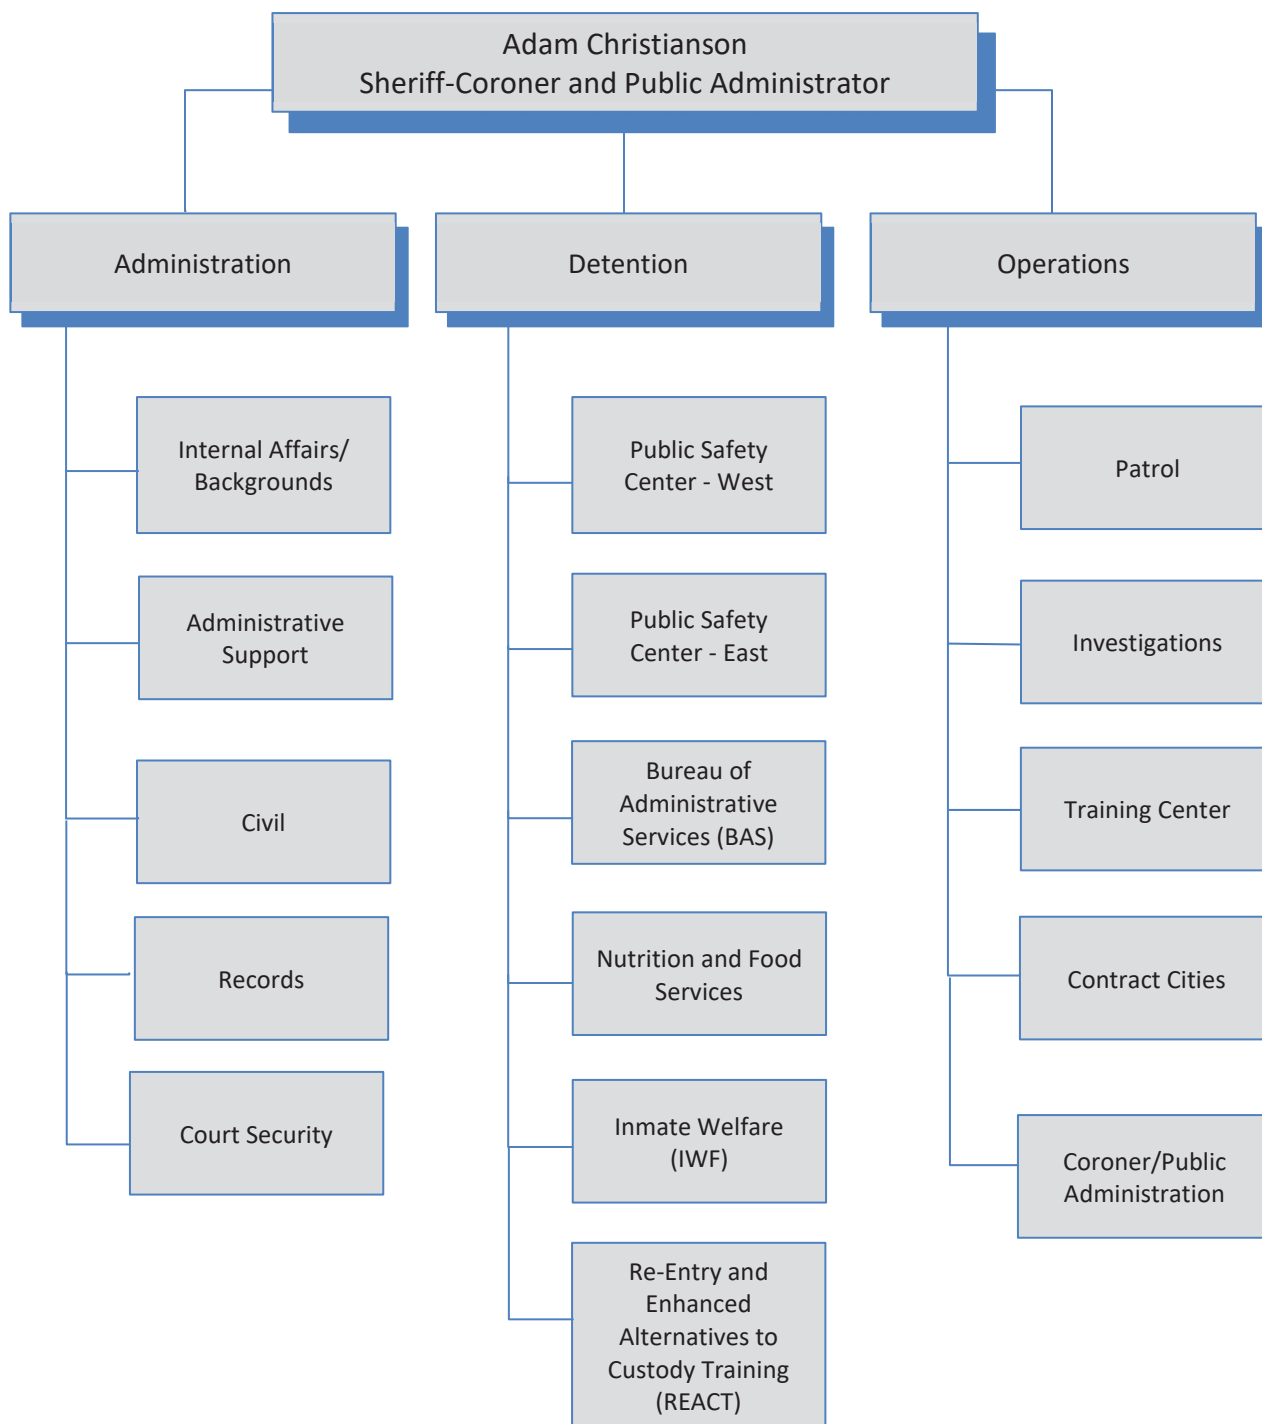 Adam Christianson
Sheriff-Coroner and Public Administrator
Administration
Detention
Operations
Internal Affairs/
Backgrounds
Administrative
Support
Civil
Records
Court Security
Public Safety
Center - West
Public Safety
Center - East
Bureau of
Administrative
Services (BAS)
Nutrition and Food
Services
Inmate Welfare
(IWF)
Re-Entry and
Enhanced
Alternatives to
Custody Training
(REACT)
Patrol
Investigations
Training Center
Contract Cities
Coroner/Public
Administration